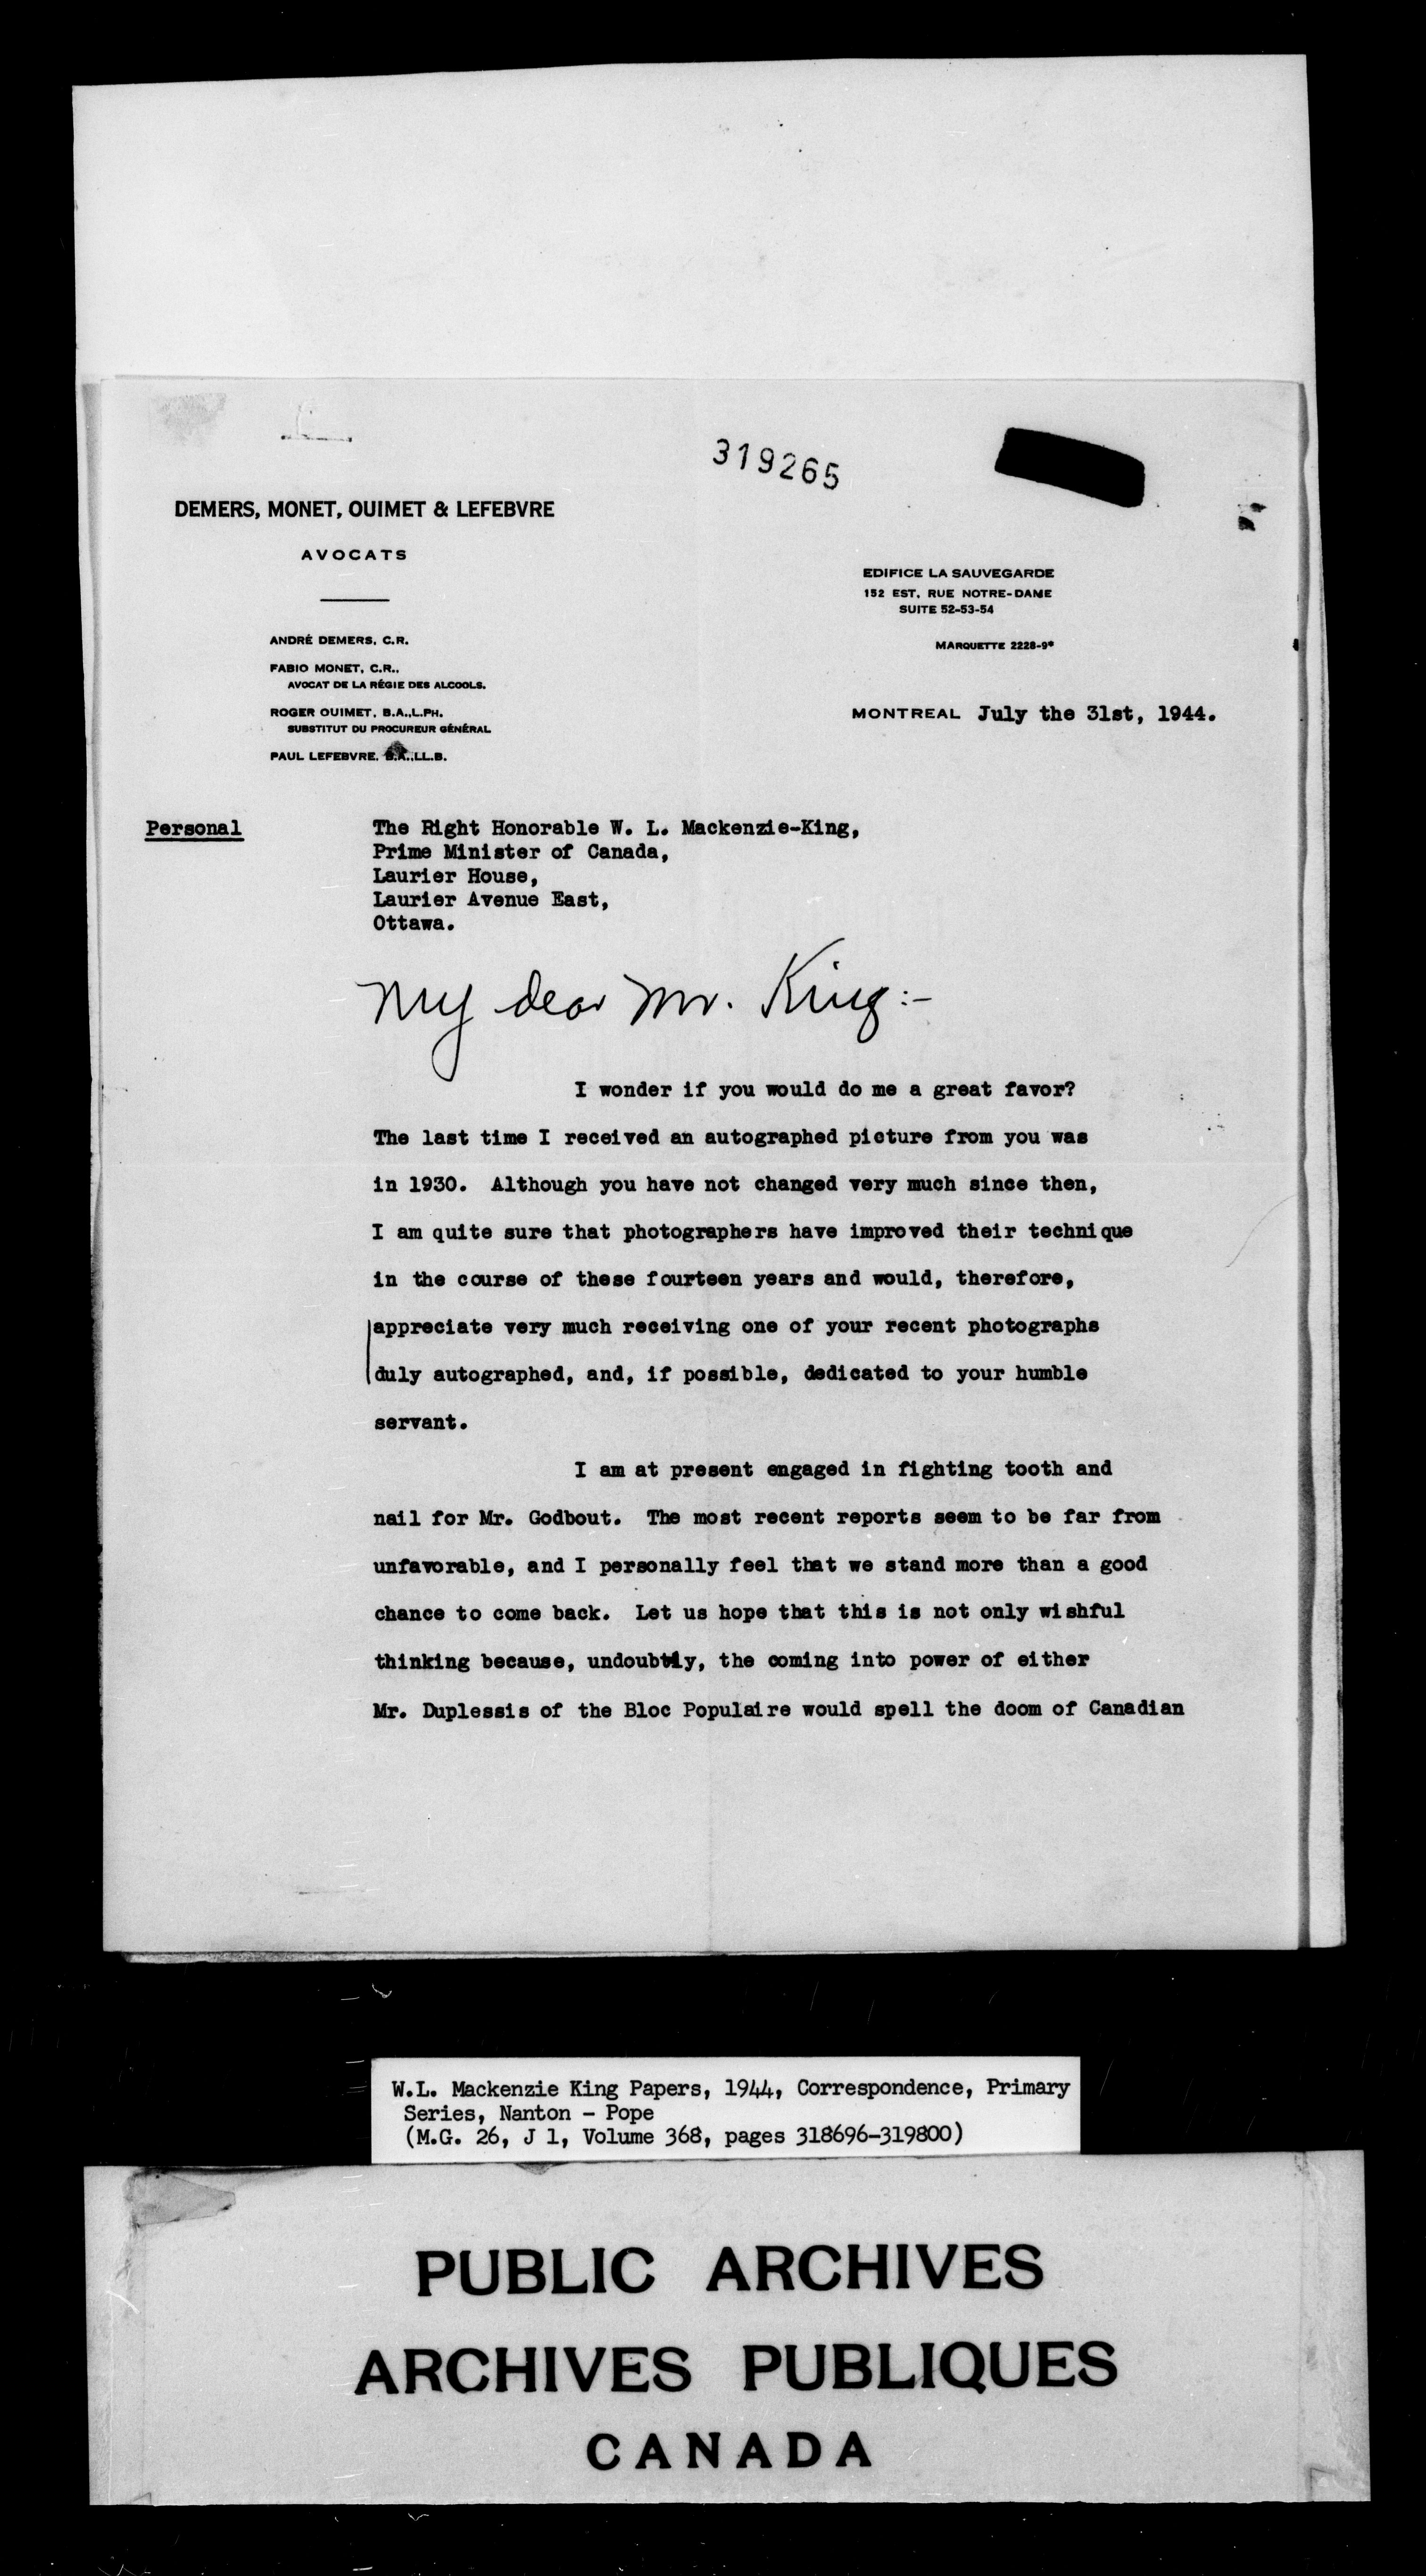 319265
DEMERS, MONET, OUIMET & LEFEBVRE
AVOCATS
ANDRÉ DEMERS, C.R.
FABIO MONET, C.R.,
AVOCAT DE LA RÉGIE DES ALCOOLS.
ROGER OUIMET, B.A.,L.PH.
SUBSTITUT DU PROCUREUR GÉNÉRAL
PAUL LEFEBVRE, B.A.,LL.B.
EDIFICE LA SAUVEGARDE
152 EST, RUE NOTRE-DAME
SUITE 52-53-54
MARQUETTE 2228-9*
MONTREAL July the 31st, 1944.
Personal
The Right Honorable W. L. Mackenzie-King,
Prime Minister of Canada,
Laurier House,
Laurier Avenue East,
Ottawa.
My dear Mr. King:-
I wonder if you would do me a great favor?
The last time I received an autographed picture from you was
in 1930. Although you have not changed very much since then,
I am quite sure that photographers have improved their technique
in the course of these fourteen years and would, therefore,
appreciate very much receiving one of your recent photographs
duly autographed, and, if possible, dedicated to your humble
servant.
I am at present engaged in fighting tooth and
nail for Mr. Godbout. The most recent reports seem to be far from
unfavorable, and I personally feel that we stand more than a good
chance to come back. Let us hope that this is not only wishful
thinking because, undoubtly, the coming into power of either
Mr. Duplessis of the Bloc Populaire would spell the doom of Canadian
W.L. Mackenzie King Papers, 1944, Correspondence, Primary
Series, Nanton - Pope
(M.G. 26, J 1, Volume 368, pages 318696-319800)
PUBLIC ARCHIVES
ARCHIVES PUBLIQUES
CANADA